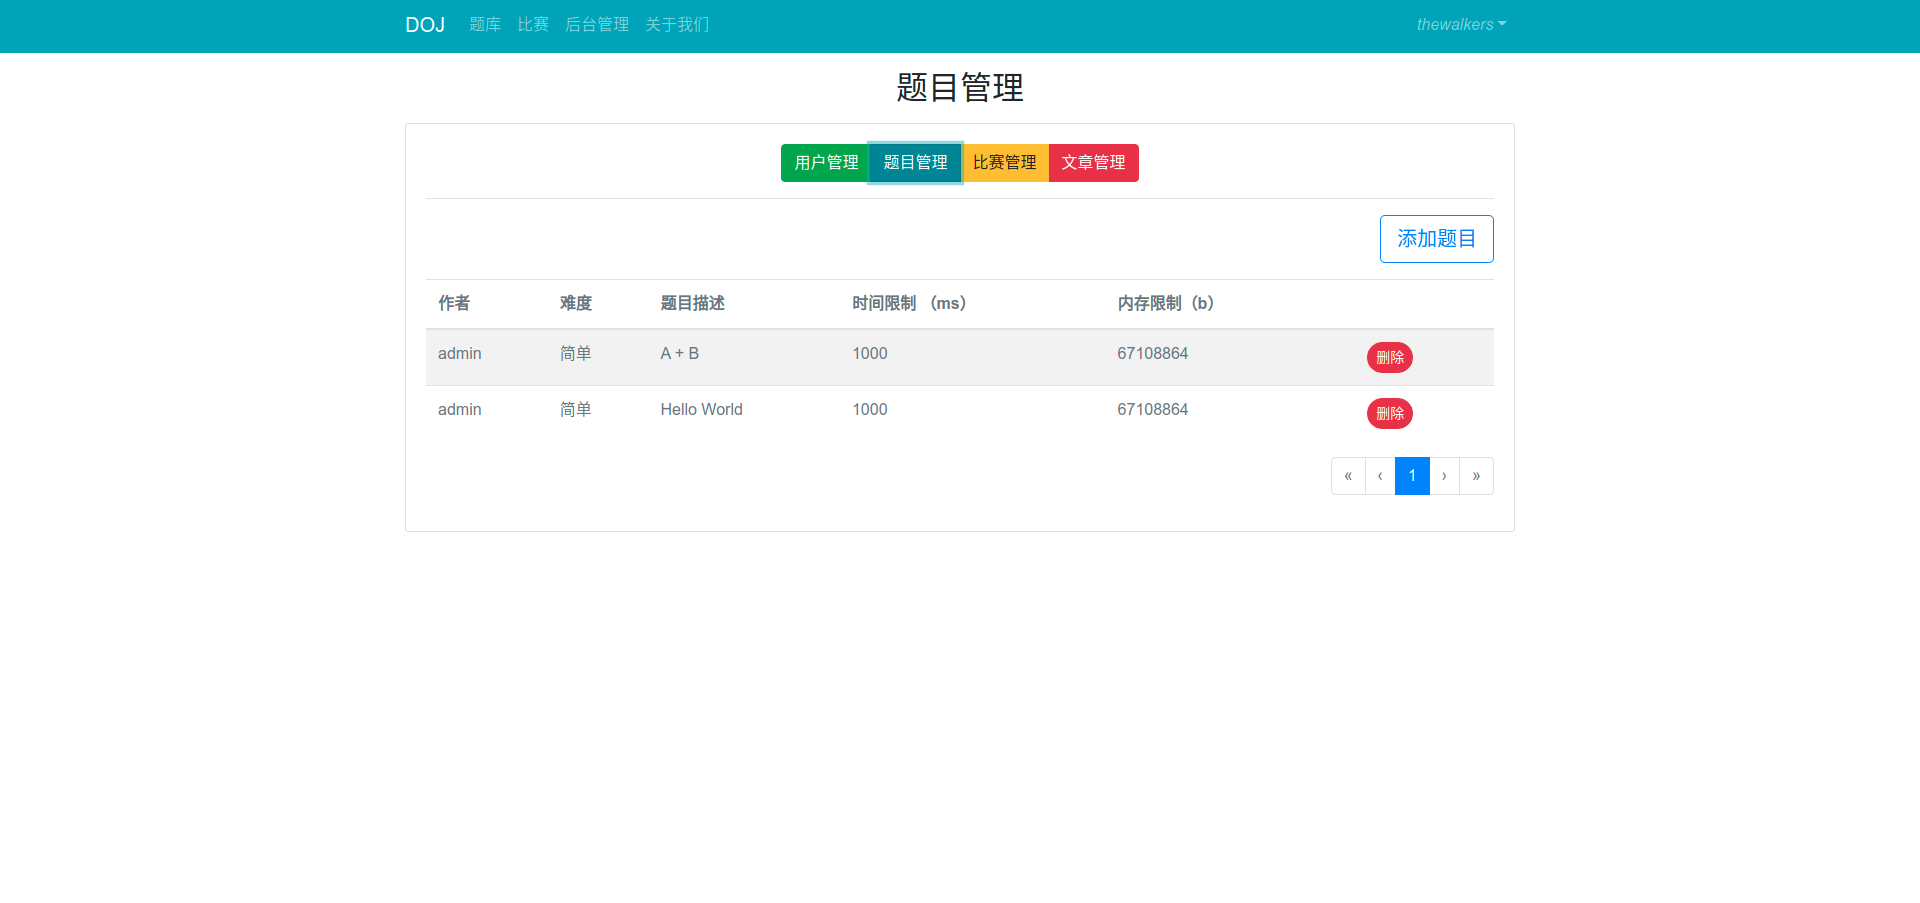 DOJ 题库 比赛 后台管理 关于我们 thewalkers
题目管理
用户管理 题目管理 比赛管理 文章管理
添加题目
作者 难度 题目描述 时间限制 （ms） 内存限制（b）
admin 简单 A + B 1000 67108864 删除
admin 简单 Hello World 1000 67108864 删除
« ‹ 1 › »